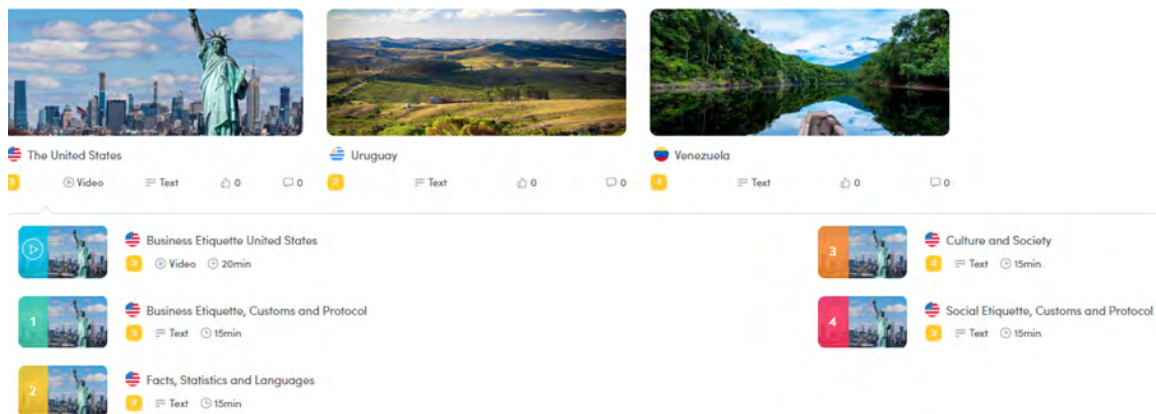 The United States
Uruguay
Venezuela
Video Text 0 0
Text 0 0
Text 0 0
Business Etiquette United States
Video 20min
1
Business Etiquette, Customs and Protocol
Text 15min
2
Facts, Statistics and Languages
Text 15min
3
Culture and Society
Text 15min
4
Social Etiquette, Customs and Protocol
Text 15min